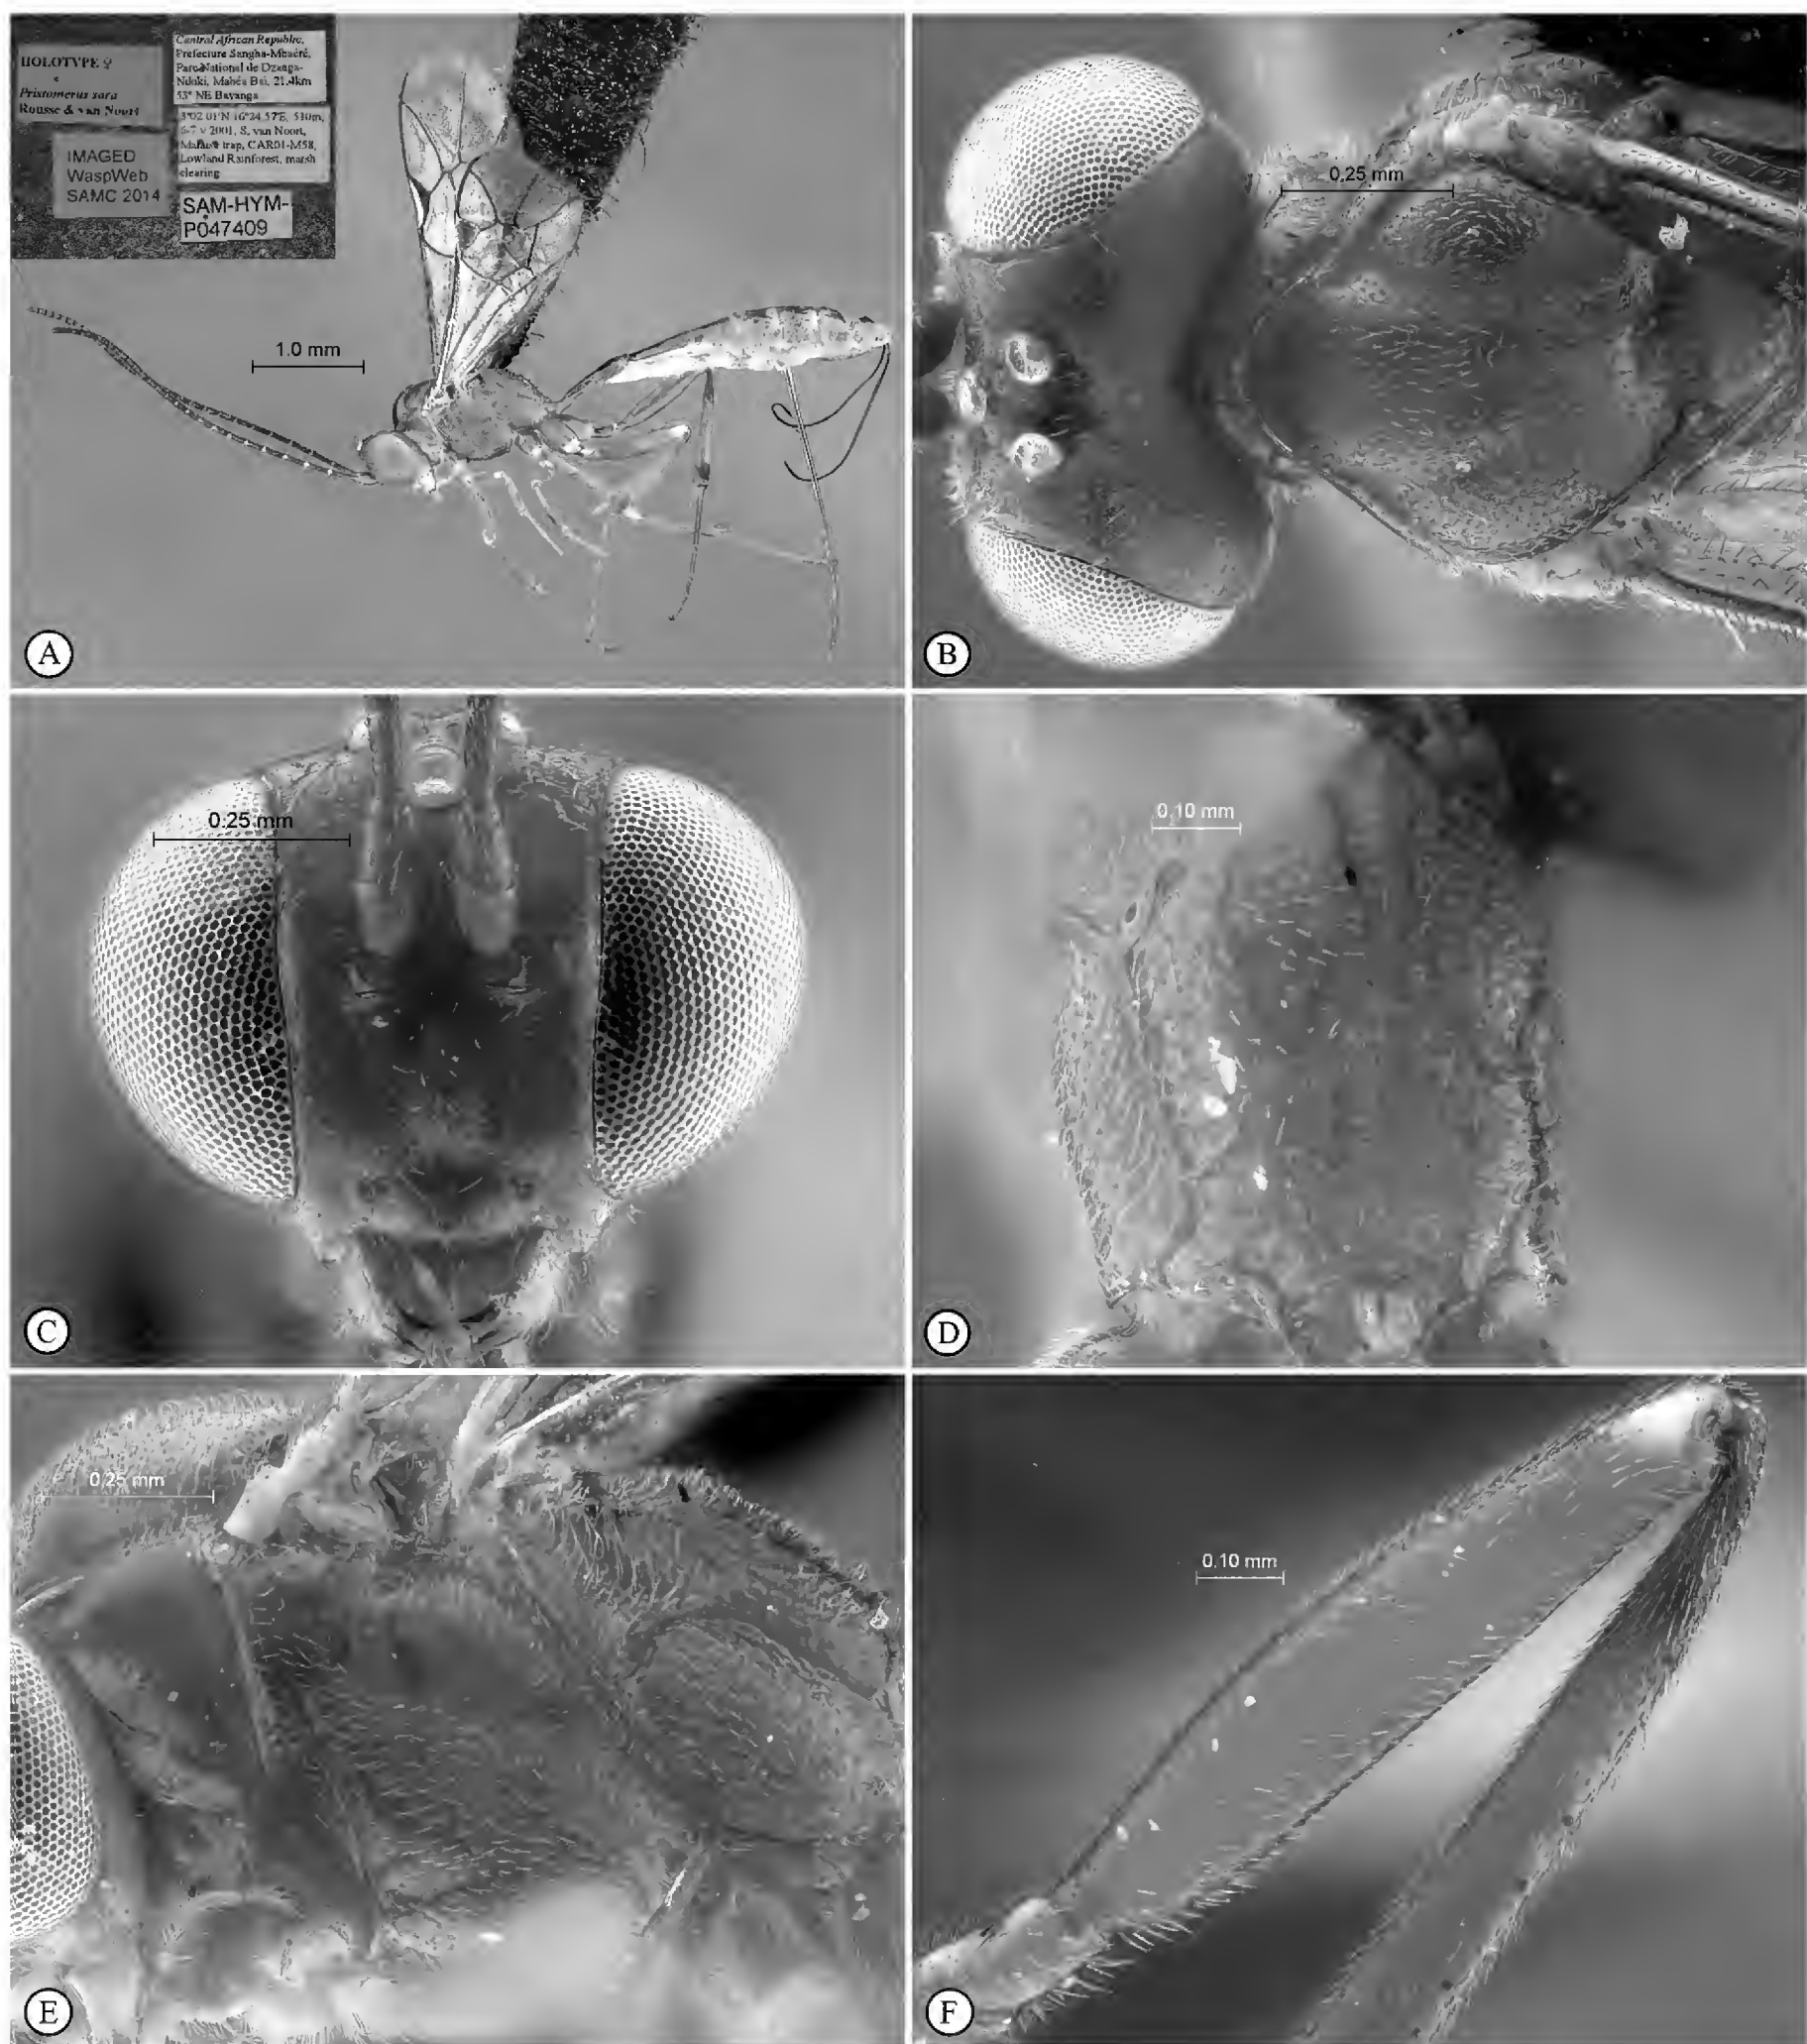 HOLOTYPE ♀
Pristomerus sara
Rousse & van Noort
IMAGED
WaspWeb
SAMC 2014
Central African Republic,
Prefecture Sangha-Mbaéré,
Parc National de Dzanga-
Ndoki, Mabéa Bai, 21.4km
53° NE Bayanga
3°02.01'N 16°24.57'E, 510m,
6-7 v 2001, S. van Noort,
Malaise trap, CAR01-M58,
Lowland Rainforest, marsh
clearing
SAM-HYM-
P047409
1.0 mm
A
0.25 mm
B
0.25 mm
C
0.10 mm
D
0.25 mm
E
0.10 mm
F